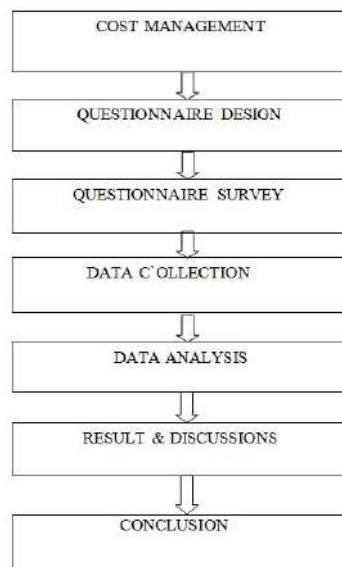 COST MANAGEMENT
QUESTIONNAIRE DESIGN
QUESTIONNAIRE SURVEY
DATA C`OLLECTION
DATA ANALYSIS
RESULT & DISCUSSIONS
CONCLUSION